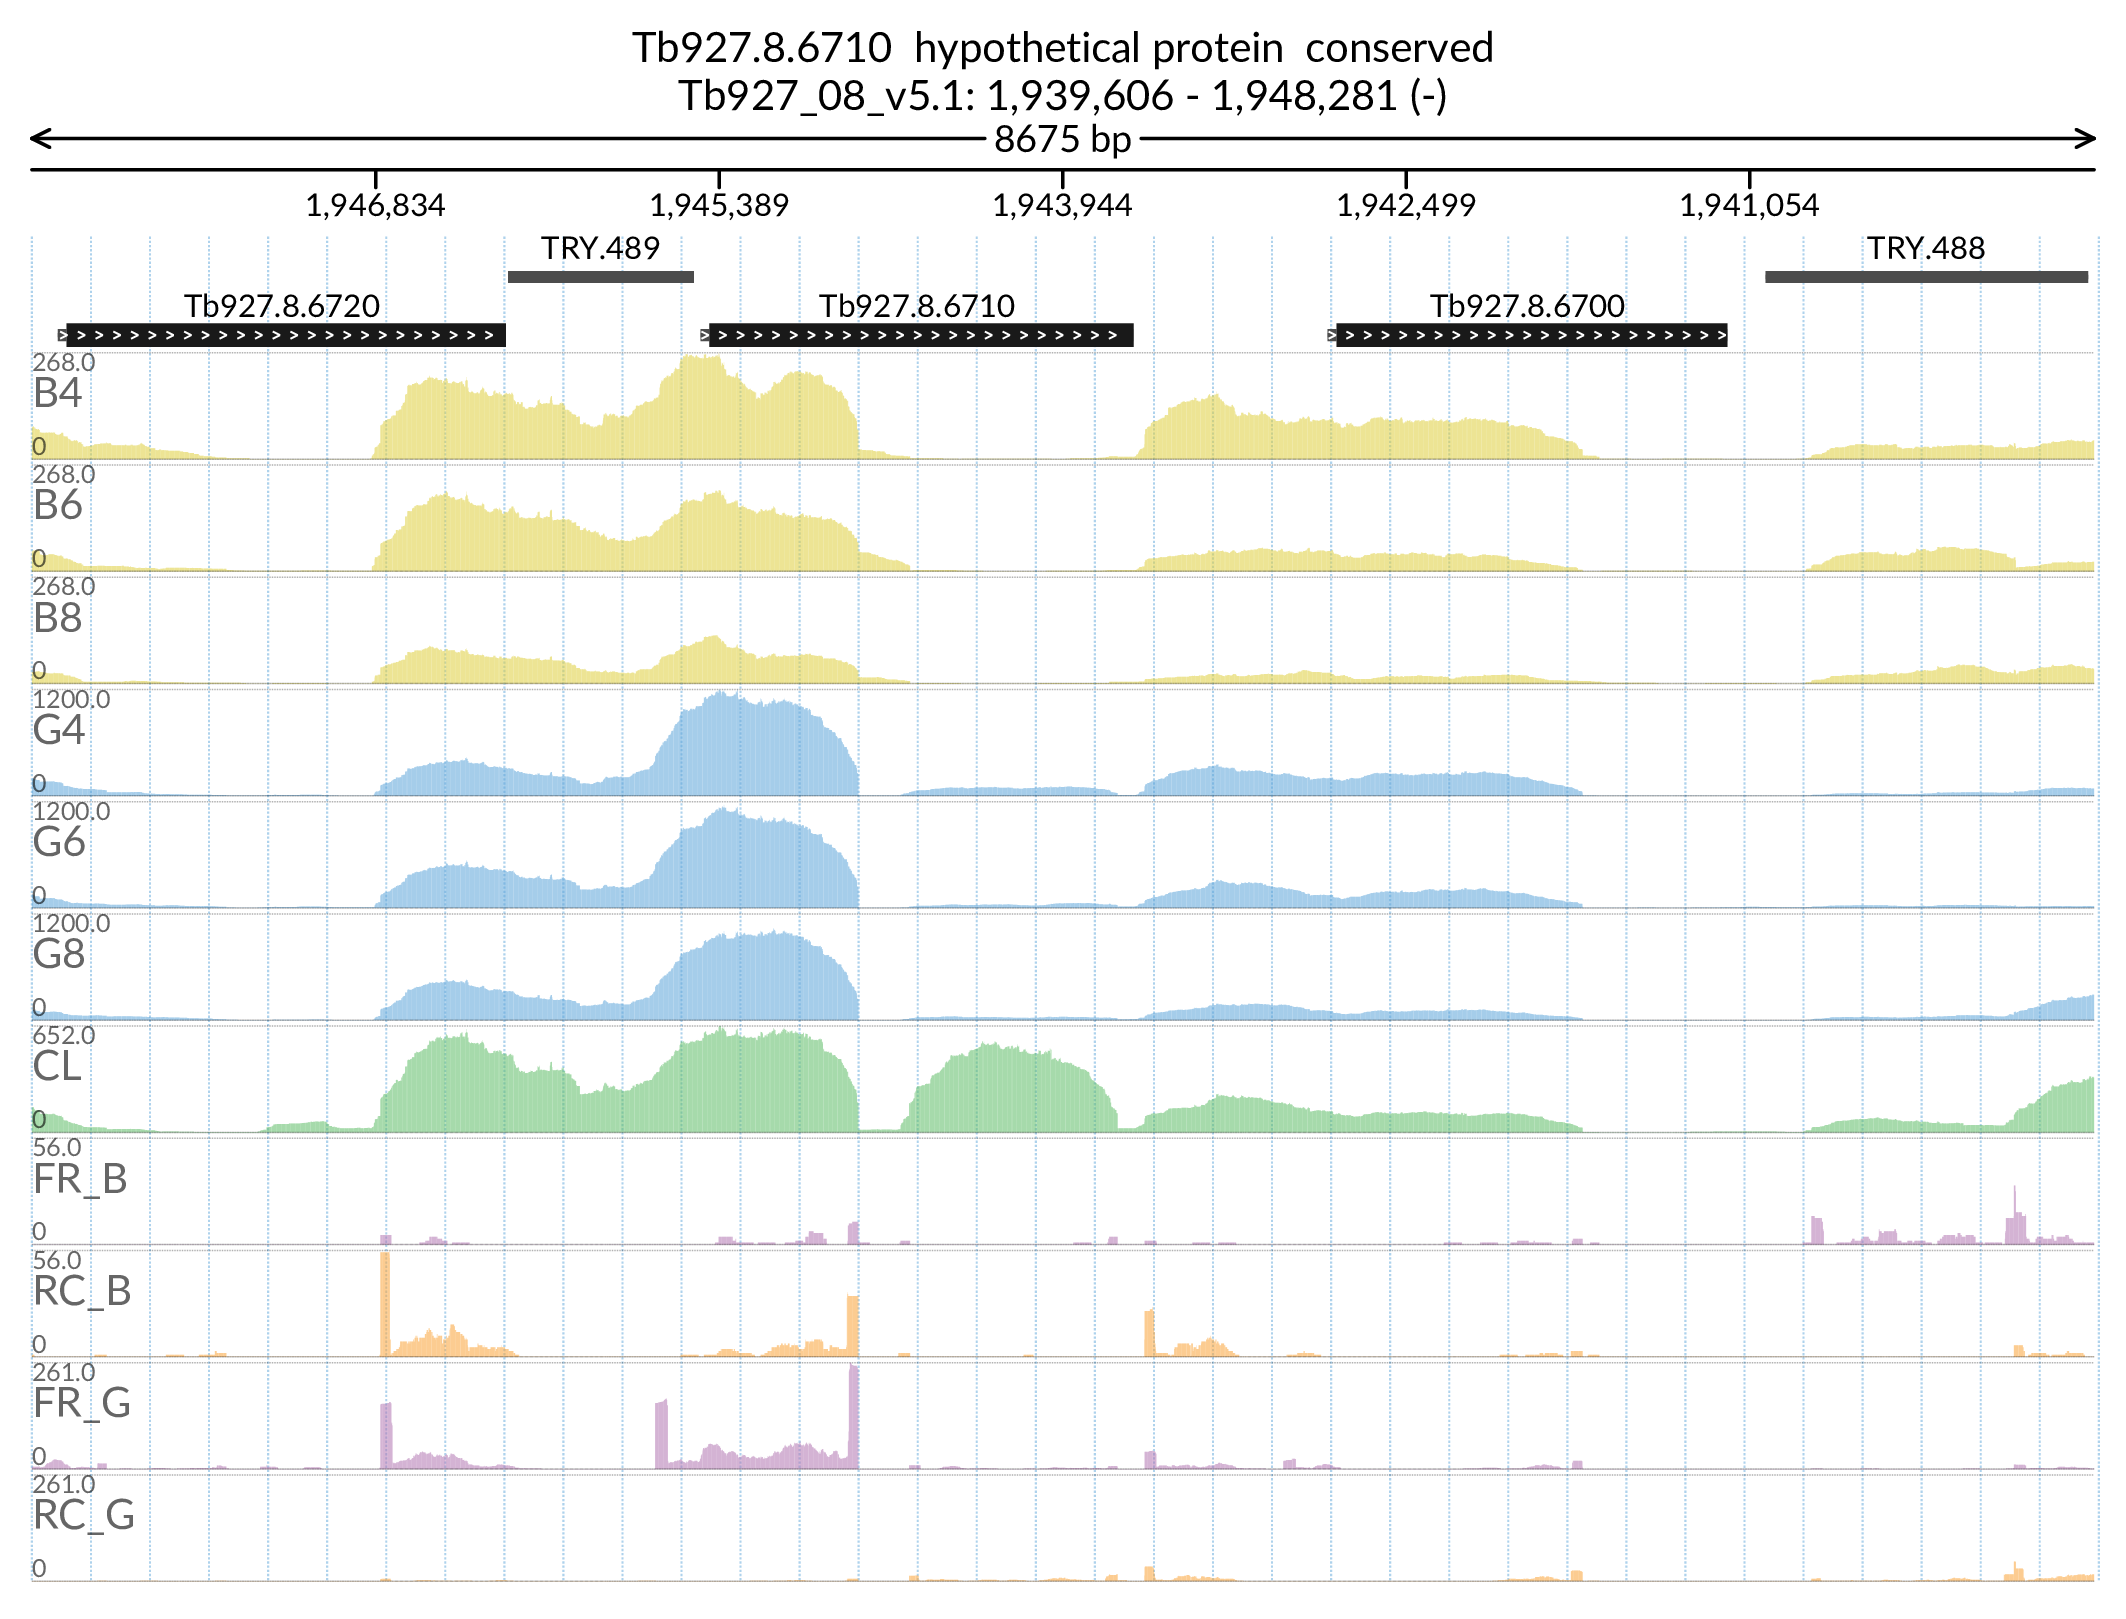 Tb927.8.6710 hypothetical protein conserved
Tb927_08_v5.1: 1,939,606 - 1,948,281 (-)
8675 bp
1,946,834 1,945,389 1,943,944 1,942,499 1,941,054
TRY.489 TRY.488
Tb927.8.6720 Tb927.8.6710 Tb927.8.6700
268.0
B4
0
268.0
B6
0
268.0
B8
0
1200.0
G4
0
1200.0
G6
0
1200.0
G8
0
652.0
CL
0
56.0
FR_B
0
56.0
RC_B
0
261.0
FR_G
0
261.0
RC_G
0